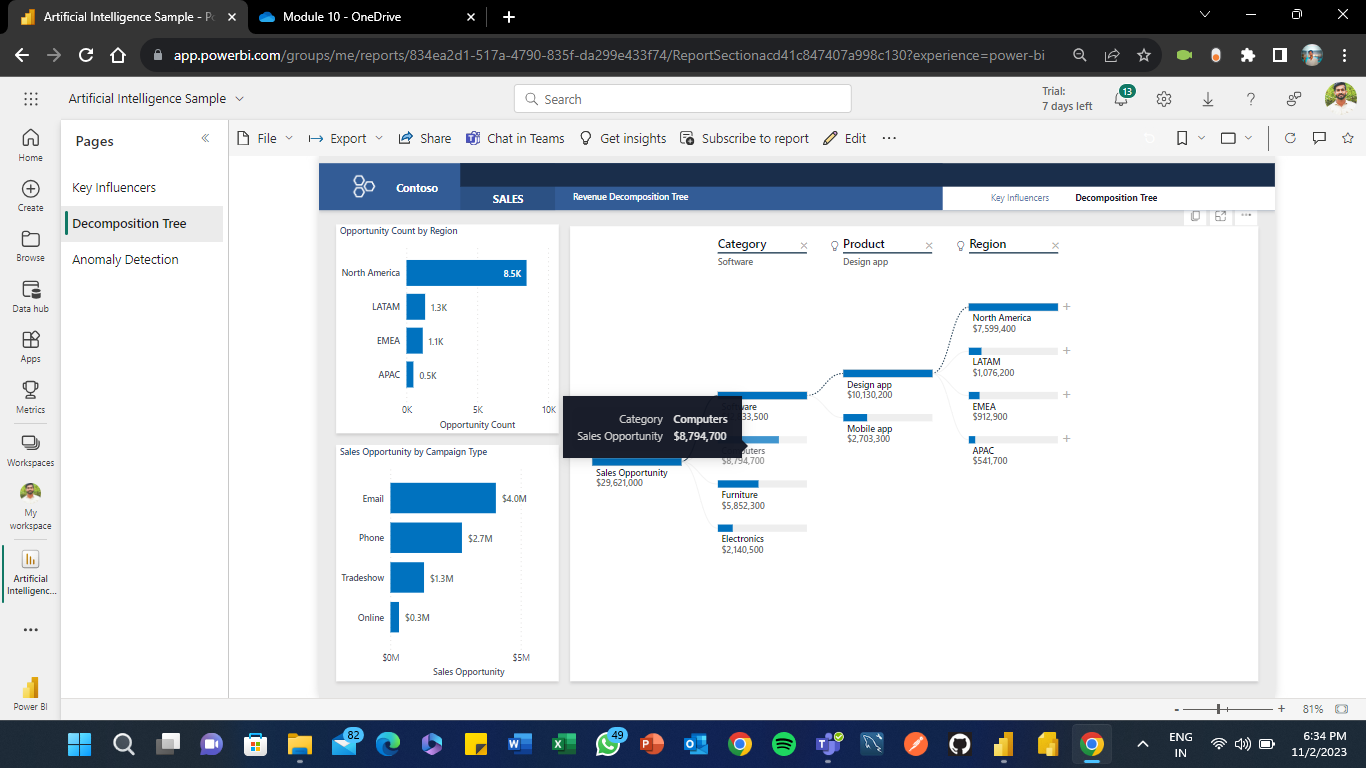 Artificial Intelligence Sample - Po
Module 10 - OneDrive
app.powerbi.com/groups/me/reports/834ea2d1-517a-4790-835f-da299e433f74/ReportSectionacd41c847407a998c130?experience=power-bi
Artificial Intelligence Sample
Search
Trial:
7 days left
13
Home
Create
Browse
Data hub
Apps
Metrics
Workspaces
My
workspace
Artificial
Intelligenc...
Power BI
Pages
Key Influencers
Decomposition Tree
Anomaly Detection
File
Export
Share
Chat in Teams
Get insights
Subscribe to report
Edit
Contoso
SALES
Revenue Decomposition Tree
Key Influencers
Decomposition Tree
Opportunity Count by Region
North America
8.5K
LATAM
1.3K
EMEA
1.1K
APAC
0.5K
0K
5K
10K
Opportunity Count
Sales Opportunity by Campaign Type
Email
$4.0M
Phone
$2.7M
Tradeshow
$1.3M
Online
$0.3M
$0M
$5M
Sales Opportunity
Category
Software
Product
Design app
Region
Sales Opportunity
$29,621,000
Category Computers
Sales Opportunity $8,794,700
$8,794,700
Furniture
$5,852,300
Electronics
$2,140,500
Design app
$10,130,200
Mobile app
$2,703,300
North America
$7,599,400
LATAM
$1,076,200
EMEA
$912,900
APAC
$541,700
81%
82
49
ENG
IN
6:34 PM
11/2/2023